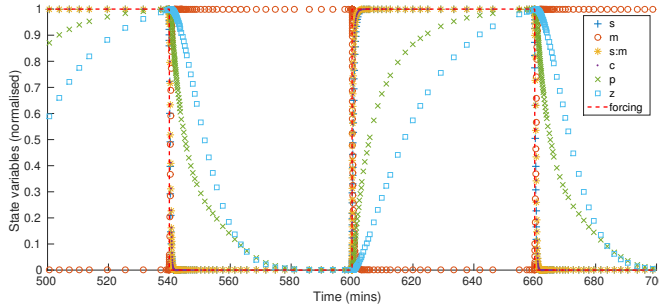 1
0.9
0.8
0.7
0.6
0.5
0.4
0.3
0.2
0.1
0
State variables (normalised)
500 520 540 560 580 600 620 640 660 680 700
Time (mins)
s
m
s:m
c
p
z
forcing